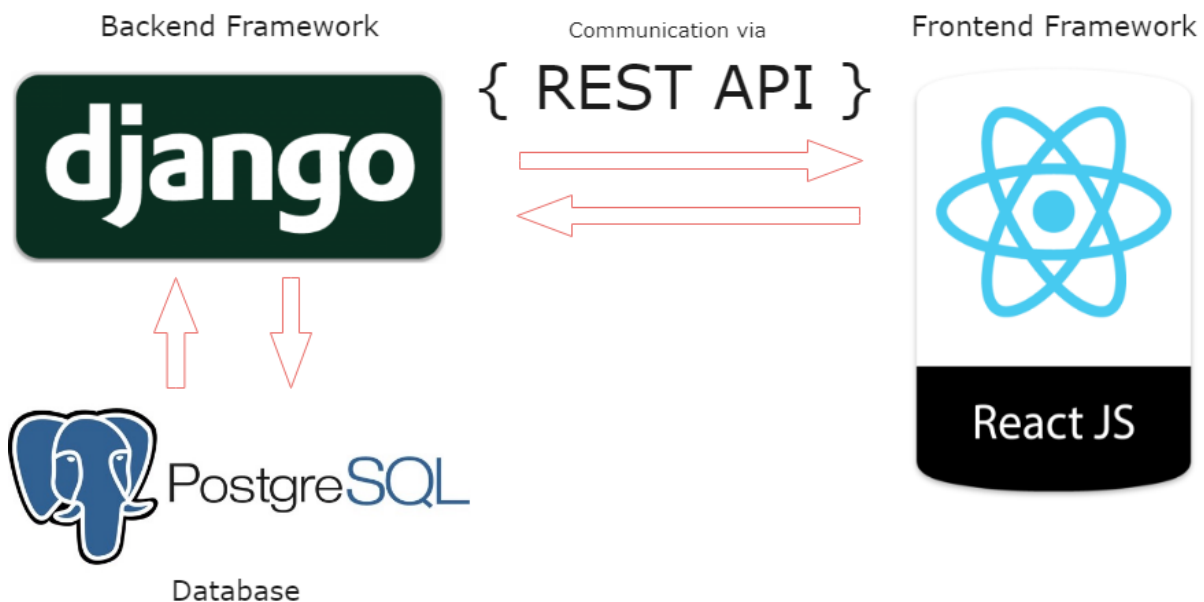 Backend Framework
django
Communication via
{ REST API }
Frontend Framework
React JS
PostgreSQL
Database